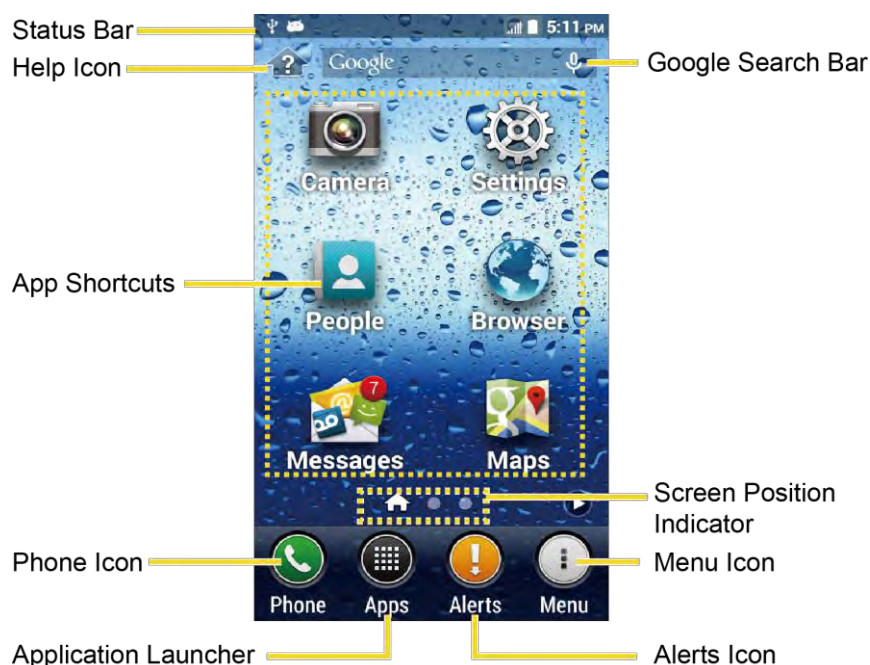 Status Bar
5:11 PM
Help Icon
?
Google
Google Search Bar
Camera
Settings
App Shortcuts
People
Browser
7
@
g
Messages
Maps
Screen Position
Indicator
Phone Icon
Menu Icon
Phone
Apps
Alerts
Menu
Application Launcher
Alerts Icon